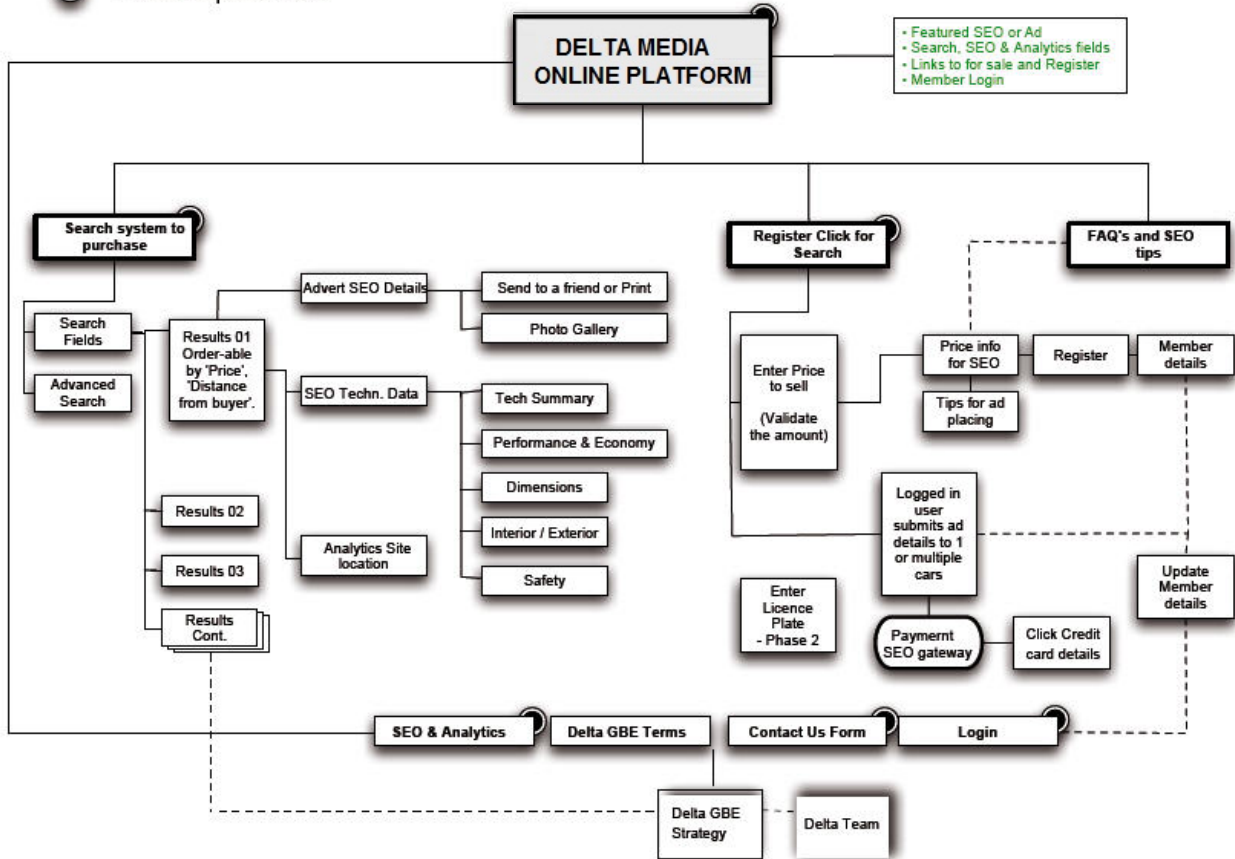 DELTA MEDIA
ONLINE PLATFORM
• Featured SEO or Ad
• Search, SEO & Analytics fields
• Links to for sale and Register
• Member Login
Search system to
purchase
Register Click for
Search
FAQ's and SEO
tips
Search
Fields
Advanced
Search
Results 01
Order-able
by 'Price',
'Distance
from buyer'.
Results 02
Results 03
Results
Cont.
Advert SEO Details
SEO Techn. Data
Analytics Site
location
Send to a friend or Print
Photo Gallery
Tech Summary
Performance & Economy
Dimensions
Interior / Exterior
Safety
Enter Price
to sell
(Validate
the amount)
Price info
for SEO
Tips for ad
placing
Register
Member
details
Logged in
user
submits ad
details to 1
or multiple
cars
Enter
Licence
Plate
- Phase 2
Paymernt
SEO gateway
Click Credit
card details
Update
Member
details
SEO & Analytics
Delta GBE Terms
Contact Us Form
Login
Delta GBE
Strategy
Delta Team